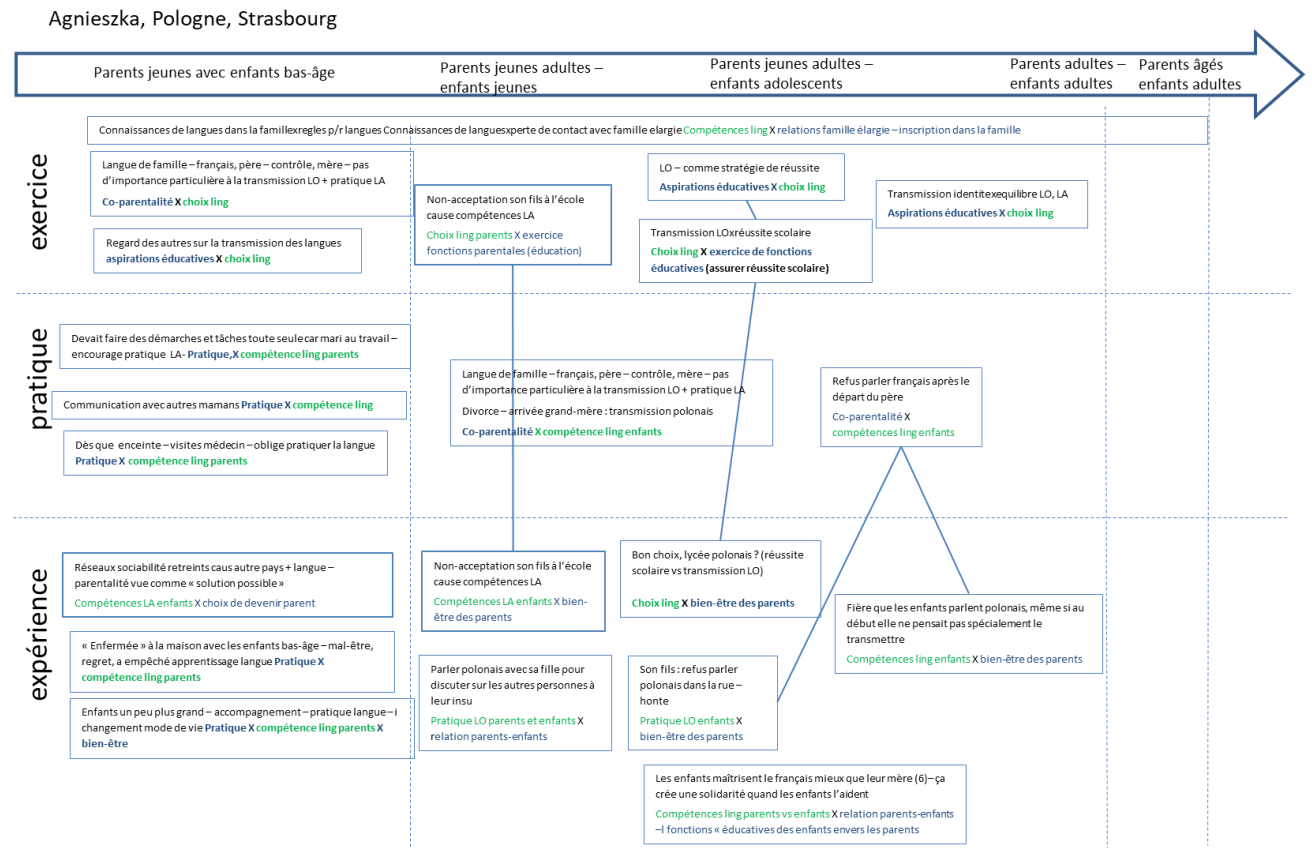 Agnieszka, Pologne, Strasbourg
Parents jeunes avec enfants bas-âge
Parents jeunes adultes –
enfants jeunes
Parents jeunes adultes –
enfants adolescents
Parents adultes –
enfants adultes
Parents âgés
enfants adultes
exercice
Connaissances de langues dans la famillexregles p/r langues Connaissances de languesxperte de contact avec famille elargie Compétences ling X relations famille élargie – inscription dans la famille
Langue de famille – français, père – contrôle, mère – pas
d’importance particulière à la transmission LO + pratique LA
Co-parentalité X choix ling
Regard des autres sur la transmission des langues
aspirations éducatives X choix ling
Non-acceptation son fils à l’école
cause compétences LA
Choix ling parents X exercice
fonctions parentales (éducation)
LO – comme stratégie de réussite
Aspirations éducatives X choix ling
Transmission LOxréussite scolaire
Choix ling X exercice de fonctions
éducatives (assurer réussite scolaire)
Transmission identitexequilibre LO, LA
Aspirations éducatives X choix ling
pratique
Devait faire des démarches et tâches toute seule car mari au travail –
encourage pratique LA- Pratique,X compétence ling parents
Communication avec autres mamans Pratique X compétence ling
Dès que enceinte – visites médecin – oblige pratiquer la langue
Pratique X compétence ling parents
Langue de famille – français, père – contrôle, mère – pas
d’importance particulière à la transmission LO + pratique LA
Divorce – arrivée grand-mère : transmission polonais
Co-parentalité X compétence ling enfants
Refus parler français après le
départ du père
Co-parentalité X
compétences ling enfants
expérience
Réseaux sociabilité retreints caus autre pays + langue –
parentalité vue comme « solution possible »
Compétences LA enfants X choix de devenir parent
« Enfermée » à la maison avec les enfants bas-âge – mal-être,
regret, a empêché apprentissage langue Pratique X
compétence ling parents
Enfants un peu plus grand – accompagnement – pratique langue – i
changement mode de vie Pratique X compétence ling parents X
bien-être
Non-acceptation son fils à l’école
cause compétences LA
Compétences LA enfants X bien-
être des parents
Parler polonais avec sa fille pour
discuter sur les autres personnes à
leur insu
Pratique LO parents et enfants X
relation parents-enfants
Bon choix, lycée polonais ? (réussite
scolaire vs transmission LO)
Choix ling X bien-être des parents
Son fils : refus parler
polonais dans la rue –
honte
Pratique LO enfants X
bien-être des parents
Fière que les enfants parlent polonais, même si au
début elle ne pensait pas spécialement le
transmettre
Compétences ling enfants X bien-être des parents
Les enfants maîtrisent le français mieux que leur mère (6) – ça
crée une solidarité quand les enfants l’aident
Compétences ling parents vs enfants X relation parents-enfants
–I fonctions « éducatives des enfants envers les parents